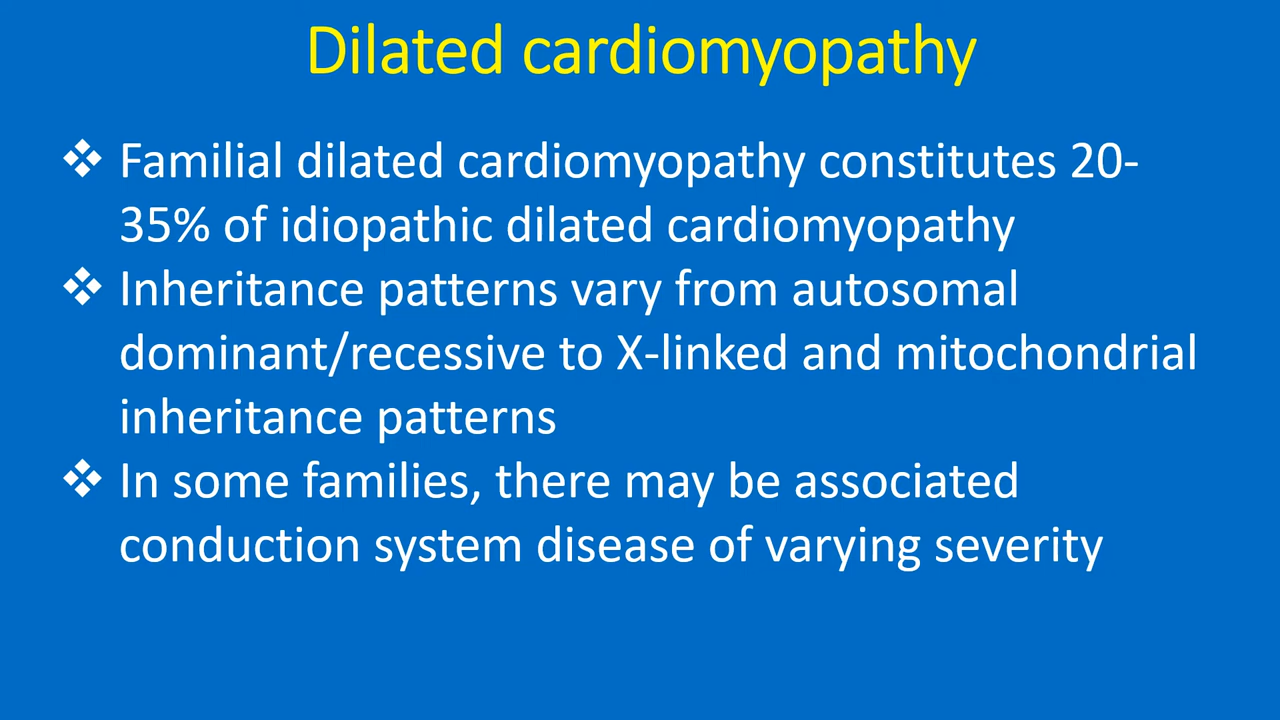 Dilated cardiomyopathy
❖ Familial dilated cardiomyopathy constitutes 20-
35% of idiopathic dilated cardiomyopathy
❖ Inheritance patterns vary from autosomal
dominant/recessive to X-linked and mitochondrial
inheritance patterns
❖ In some families, there may be associated
conduction system disease of varying severity